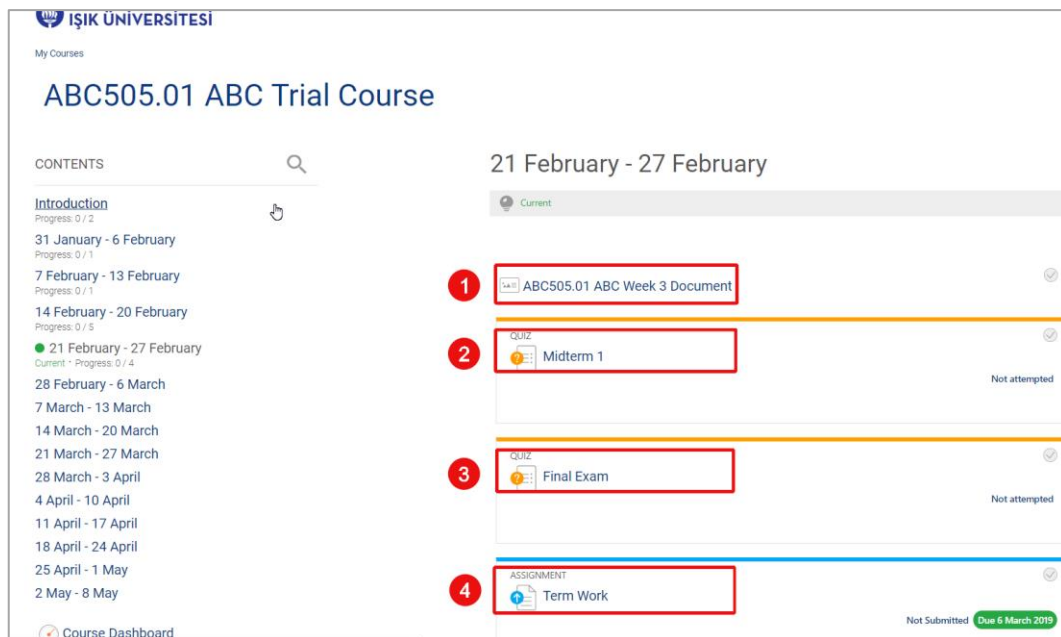 IŞIK ÜNİVERSİTESİ
My Courses
ABC505.01 ABC Trial Course
CONTENTS
Introduction
Progress: 0 / 2
31 January - 6 February
Progress: 0 / 1
7 February - 13 February
Progress: 0 / 1
14 February - 20 February
Progress: 0 / 5
21 February - 27 February
Current - Progress: 0 / 4
28 February - 6 March
7 March - 13 March
14 March - 20 March
21 March - 27 March
28 March - 3 April
4 April - 10 April
11 April - 17 April
18 April - 24 April
25 April - 1 May
2 May - 8 May
Course Dashboard
21 February - 27 February
Current
1
ABC505.01 ABC Week 3 Document
QUIZ
2
Midterm 1
Not attempted
QUIZ
3
Final Exam
Not attempted
ASSIGNMENT
4
Term Work
Not Submitted Due 6 March 2019